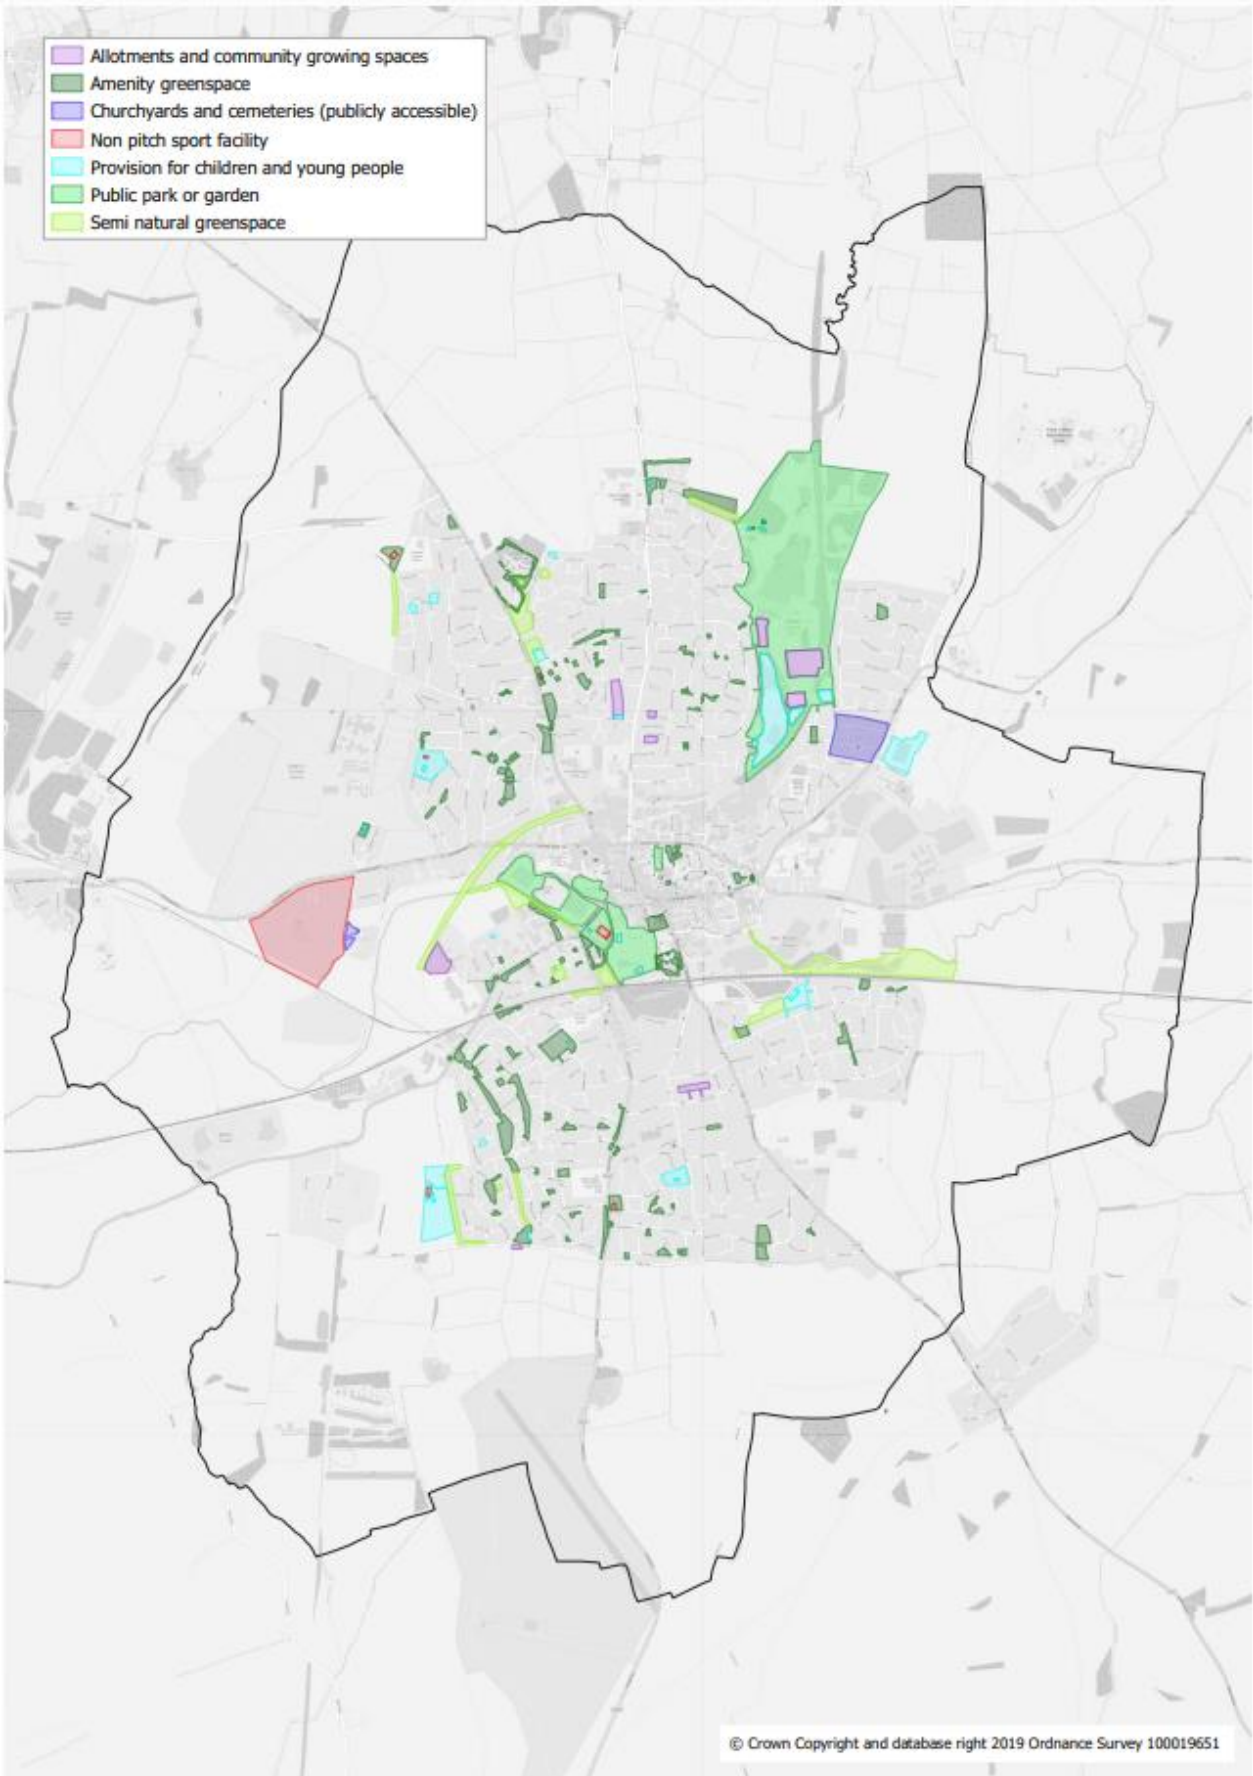 Allotments and community growing spaces
Amenity greenspace
Churchyards and cemeteries (publicly accessible)
Non pitch sport facility
Provision for children and young people
Public park or garden
Semi natural greenspace
© Crown Copyright and database right 2019 Ordnance Survey 100019651